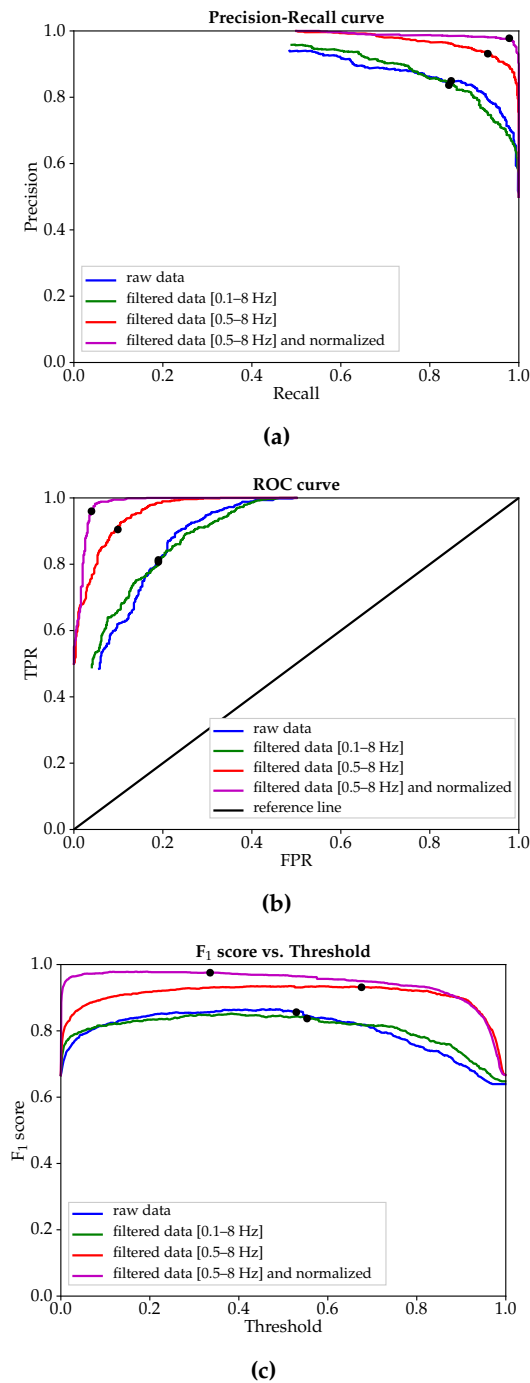 Precision-Recall curve
1.0
0.8
0.6
0.4
0.2
0.0
Precision
raw data
filtered data [0.1–8 Hz]
filtered data [0.5–8 Hz]
filtered data [0.5–8 Hz] and normalized
0.0 0.2 0.4 0.6 0.8 1.0
Recall
(a)
ROC curve
1.0
0.8
0.6
0.4
0.2
0.0
TPR
raw data
filtered data [0.1–8 Hz]
filtered data [0.5–8 Hz]
filtered data [0.5–8 Hz] and normalized
reference line
0.0 0.2 0.4 0.6 0.8 1.0
FPR
(b)
F₁ score vs. Threshold
1.0
0.8
0.6
0.4
0.2
0.0
F₁ score
raw data
filtered data [0.1–8 Hz]
filtered data [0.5–8 Hz]
filtered data [0.5–8 Hz] and normalized
0.0 0.2 0.4 0.6 0.8 1.0
Threshold
(c)